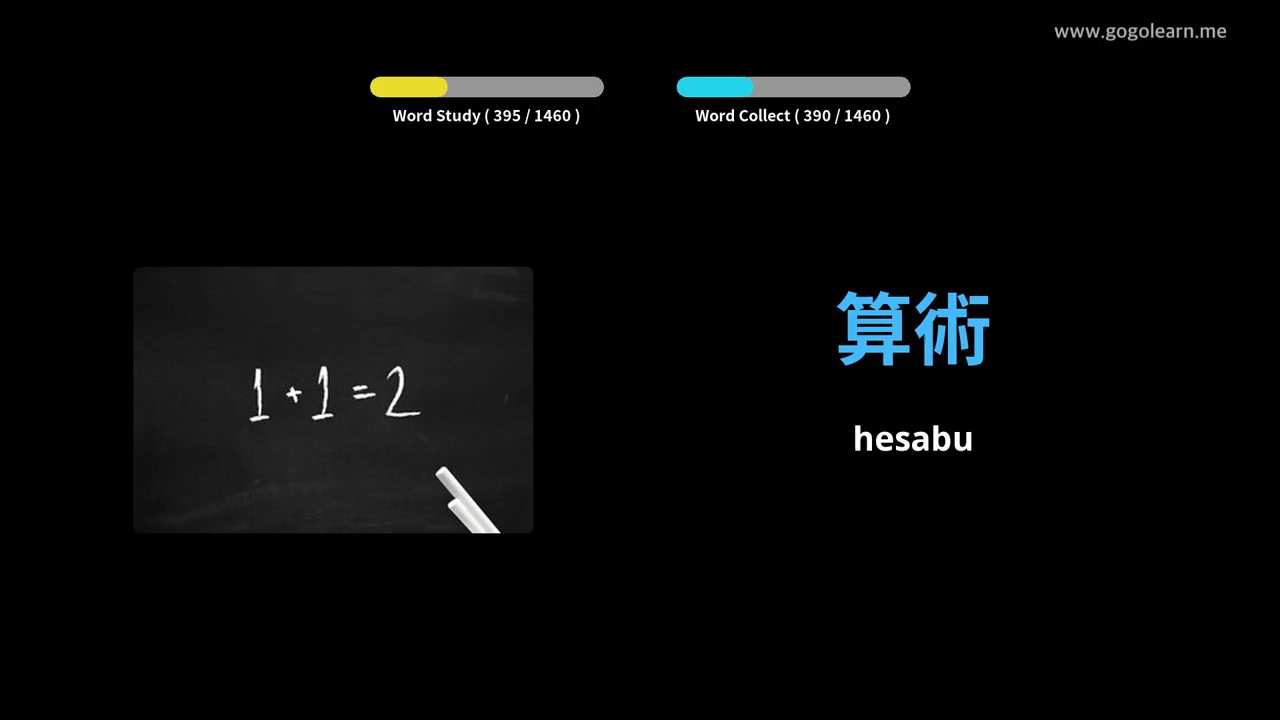 www.gogolearn.me
Word Study ( 395 / 1460 )
Word Collect ( 390 / 1460 )
1 + 1 = 2
算術
hesabu